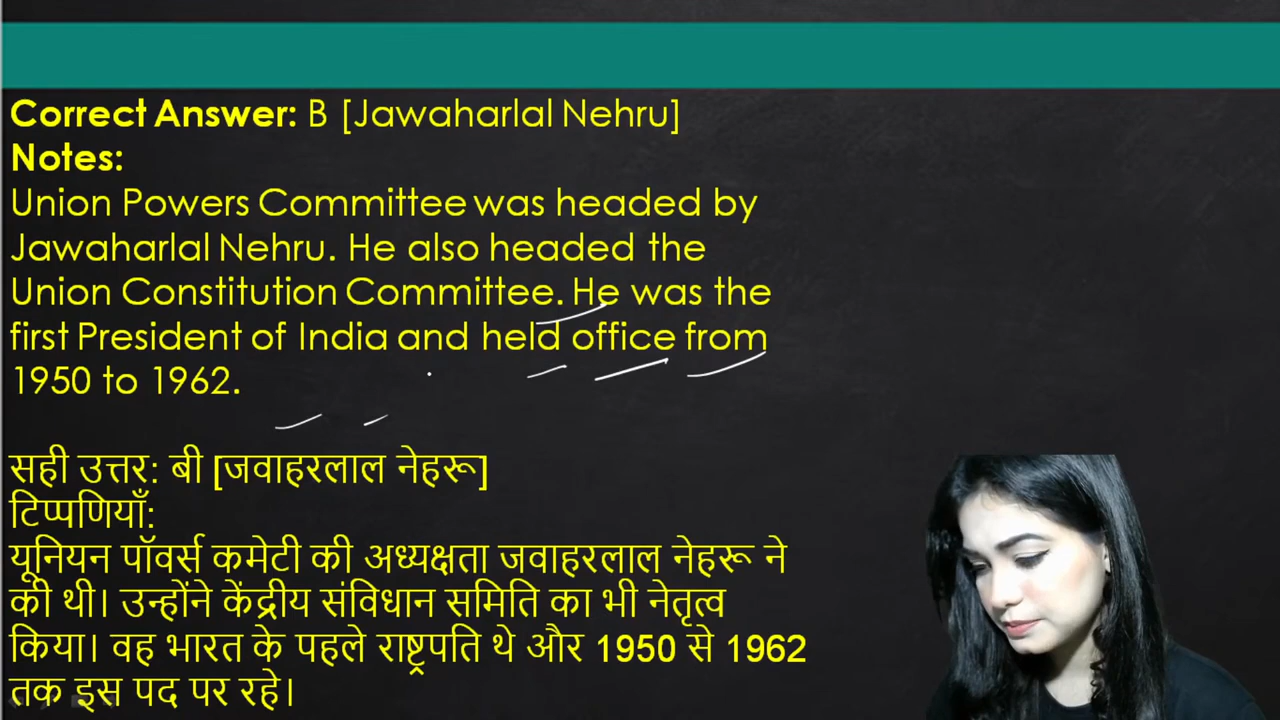 Correct Answer: B [Jawaharlal Nehru]
Notes:
Union Powers Committee was headed by
Jawaharlal Nehru. He also headed the
Union Constitution Committee. He was the
first President of India and held office from
1950 to 1962.
सही उत्तर: बी [जवाहरलाल नेहरू]
टिप्पणियाँ:
यूनियन पॉवर्स कमेटी की अध्यक्षता जवाहरलाल नेहरू ने
की थी। उन्होंने केंद्रीय संविधान समिति का भी नेतृत्व
किया। वह भारत के पहले राष्ट्रपति थे और 1950 से 1962
तक इस पद पर रहे।